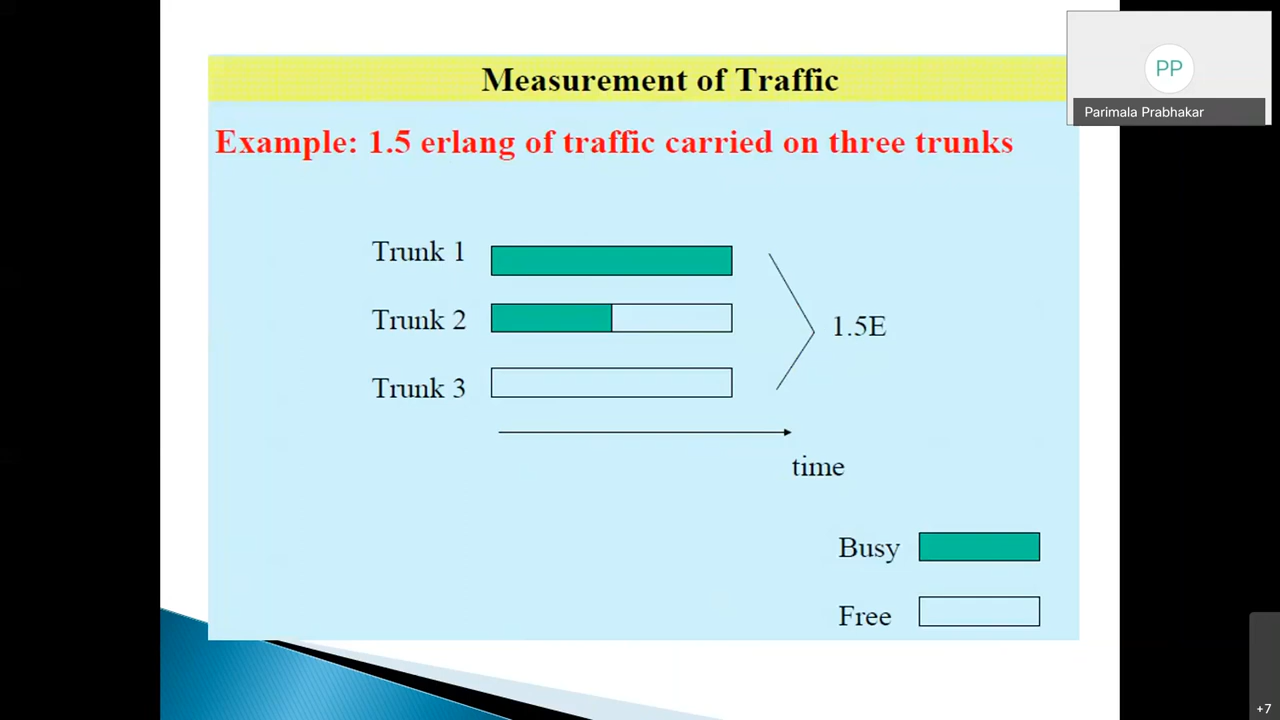 Measurement of Traffic
PP
Parimala Prabhakar
Example: 1.5 erlang of traffic carried on three trunks
Trunk 1
Trunk 2
1.5E
Trunk 3
time
Busy
Free
+7